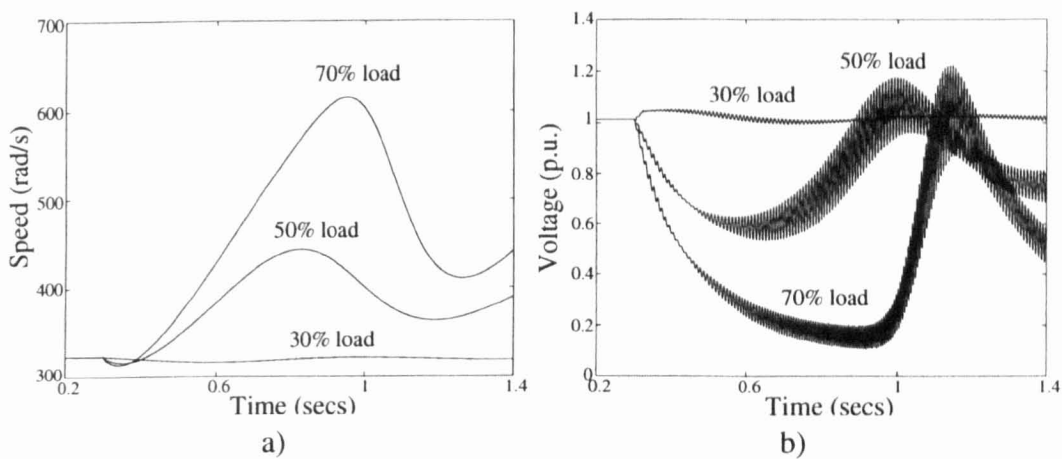 700
600
500
400
300
Speed (rad/s)
70% load
50% load
30% load
0.2
0.6
1
1.4
Time (secs)
a)
1.4
1.2
1
0.8
0.6
0.4
0.2
0
Voltage (p.u.)
50% load
30% load
70% load
0.2
0.6
1
1.4
Time (secs)
b)